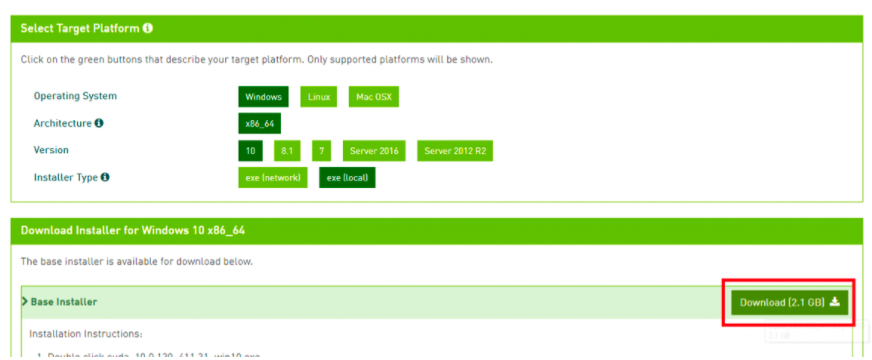 Select Target Platform
Click on the green buttons that describe your target platform. Only supported platforms will be shown.
Operating System Windows Linux Mac OSX
Architecture x86_64
Version 10 8.1 7 Server 2016 Server 2012 R2
Installer Type exe (network) exe (local)
Download Installer for Windows 10 x86_64
The base installer is available for download below.
Base Installer Download (2.1 GB)
Installation Instructions:
1. Double click cuda_10.0.130_411.31_win10.exe